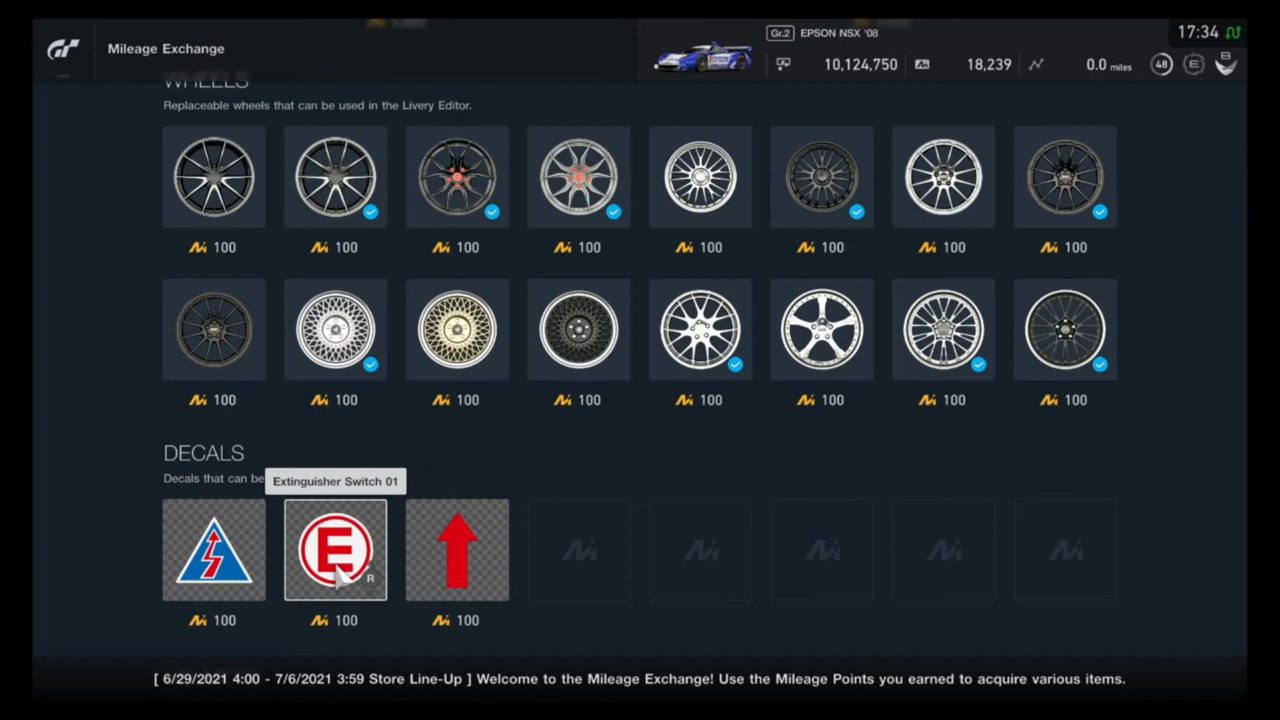 Mileage Exchange
Gr.2 EPSON NSX '08
17:34
10,124,750 18,239 0.0 miles 48 E B
WHEELS
Replaceable wheels that can be used in the Livery Editor.
100 100 100 100 100 100 100 100
100 100 100 100 100 100 100 100
DECALS
Decals that can be
Extinguisher Switch 01
E R
100 100 100
[ 6/29/2021 4:00 - 7/6/2021 3:59 Store Line-Up ] Welcome to the Mileage Exchange! Use the Mileage Points you earned to acquire various items.